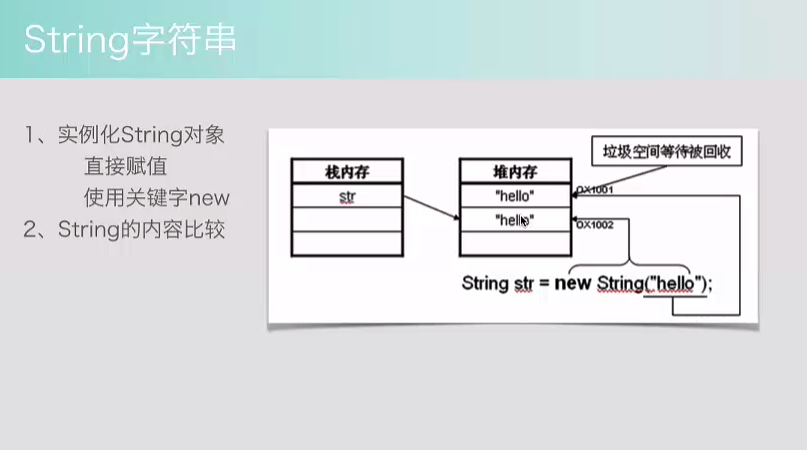 String字符串
1、实例化String对象
直接赋值
使用关键字new
2、String的内容比较
垃圾空间等待被回收
栈内存
堆内存
str
"hello"
OX1001
"hello"
OX1002
String str = new String("hello");